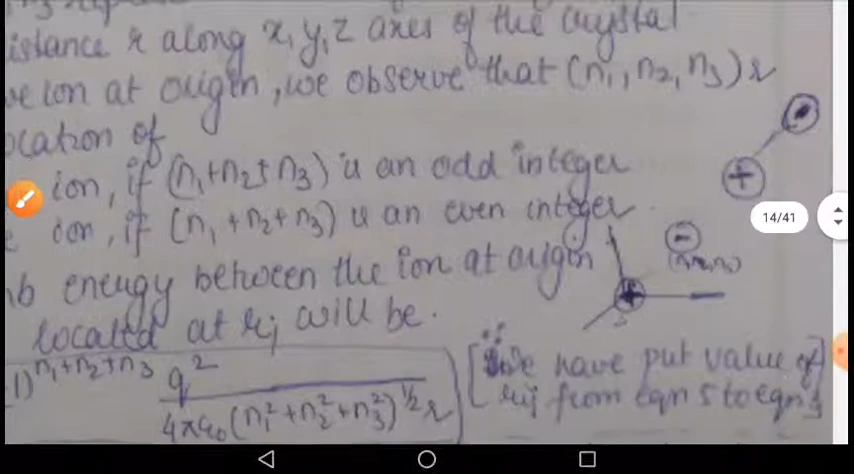 istance r along x, y, z axes of the crystal
ve ion at origin, we observe that (n1, n2, n3) r
ocation of
ion, if (n1+n2+n3) is an odd integer
ion, if (n1+n2+n3) is an even integer
14/41
b energy between the ion at origin
located at rij will be.
1)^n1+n2+n3 q^2
4πε0 (n1^2+n2^2+n3^2)^1/2 r
[We have put value of
rij from eqn 5 to eqn 3]
+
−
+